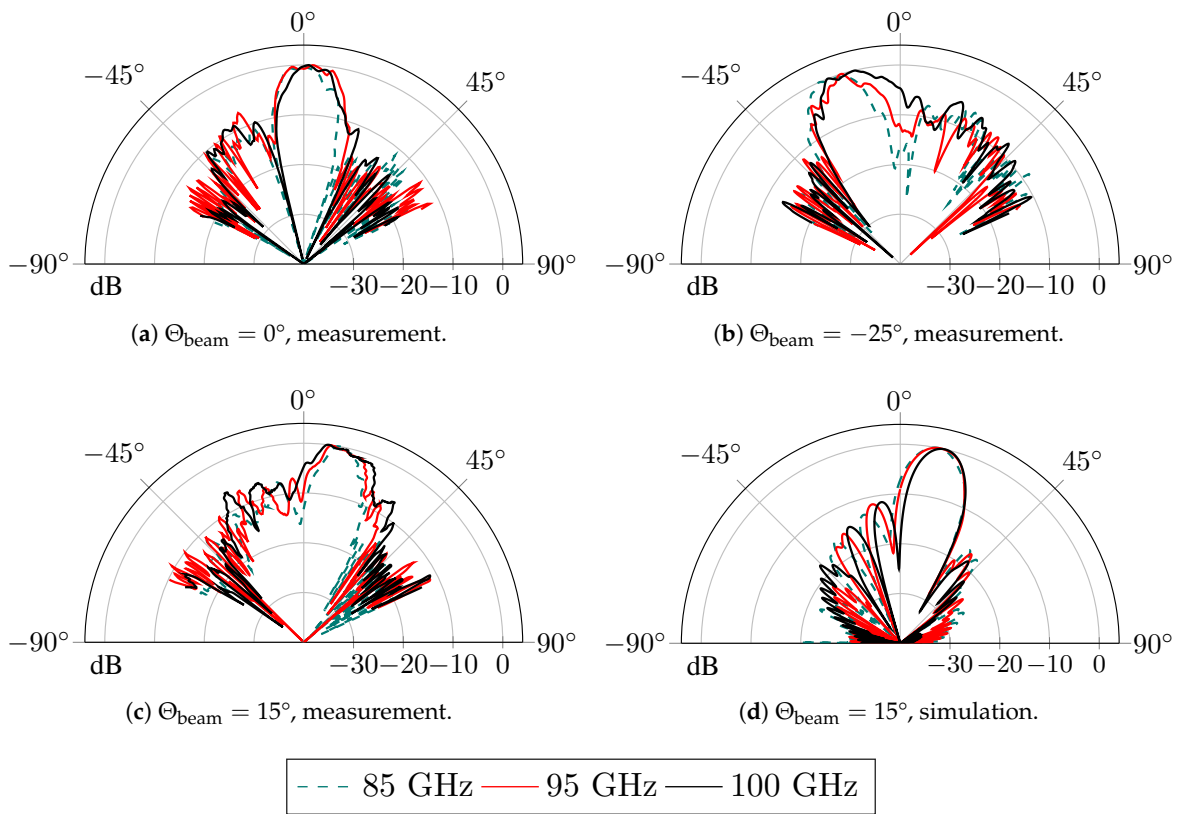 0°
−45° 45°
−90° 90°
dB −30 −20 −10 0
(a) Θbeam = 0°, measurement.
0°
−45° 45°
−90° 90°
dB −30 −20 −10 0
(b) Θbeam = −25°, measurement.
0°
−45° 45°
−90° 90°
dB −30 −20 −10 0
(c) Θbeam = 15°, measurement.
0°
−45° 45°
−90° 90°
dB −30 −20 −10 0
(d) Θbeam = 15°, simulation.
85 GHz 95 GHz 100 GHz